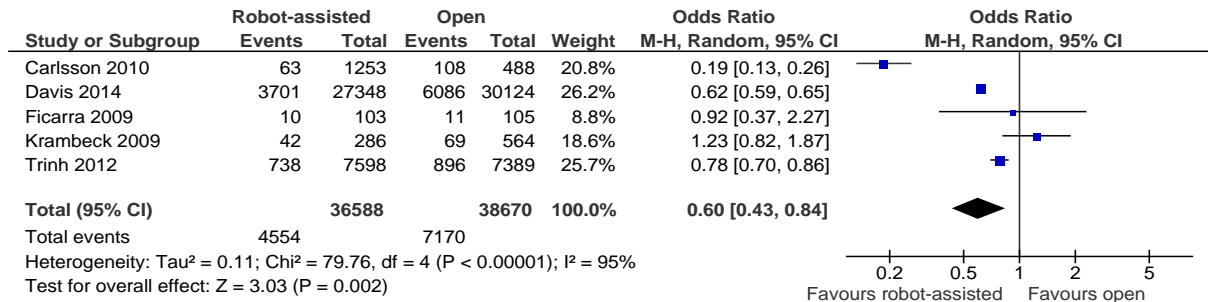 Robot-assisted Open Odds Ratio Odds Ratio
Study or Subgroup Events Total Events Total Weight M-H, Random, 95% CI M-H, Random, 95% CI
Carlsson 2010 63 1253 108 488 20.8% 0.19 [0.13, 0.26]
Davis 2014 3701 27348 6086 30124 26.2% 0.62 [0.59, 0.65]
Ficarra 2009 10 103 11 105 8.8% 0.92 [0.37, 2.27]
Krambeck 2009 42 286 69 564 18.6% 1.23 [0.82, 1.87]
Trinh 2012 738 7598 896 7389 25.7% 0.78 [0.70, 0.86]
Total (95% CI) 36588 38670 100.0% 0.60 [0.43, 0.84]
Total events 4554 7170
Heterogeneity: Tau² = 0.11; Chi² = 79.76, df = 4 (P < 0.00001); I² = 95%
Test for overall effect: Z = 3.03 (P = 0.002)
0.2 0.5 1 2 5
Favours robot-assisted Favours open